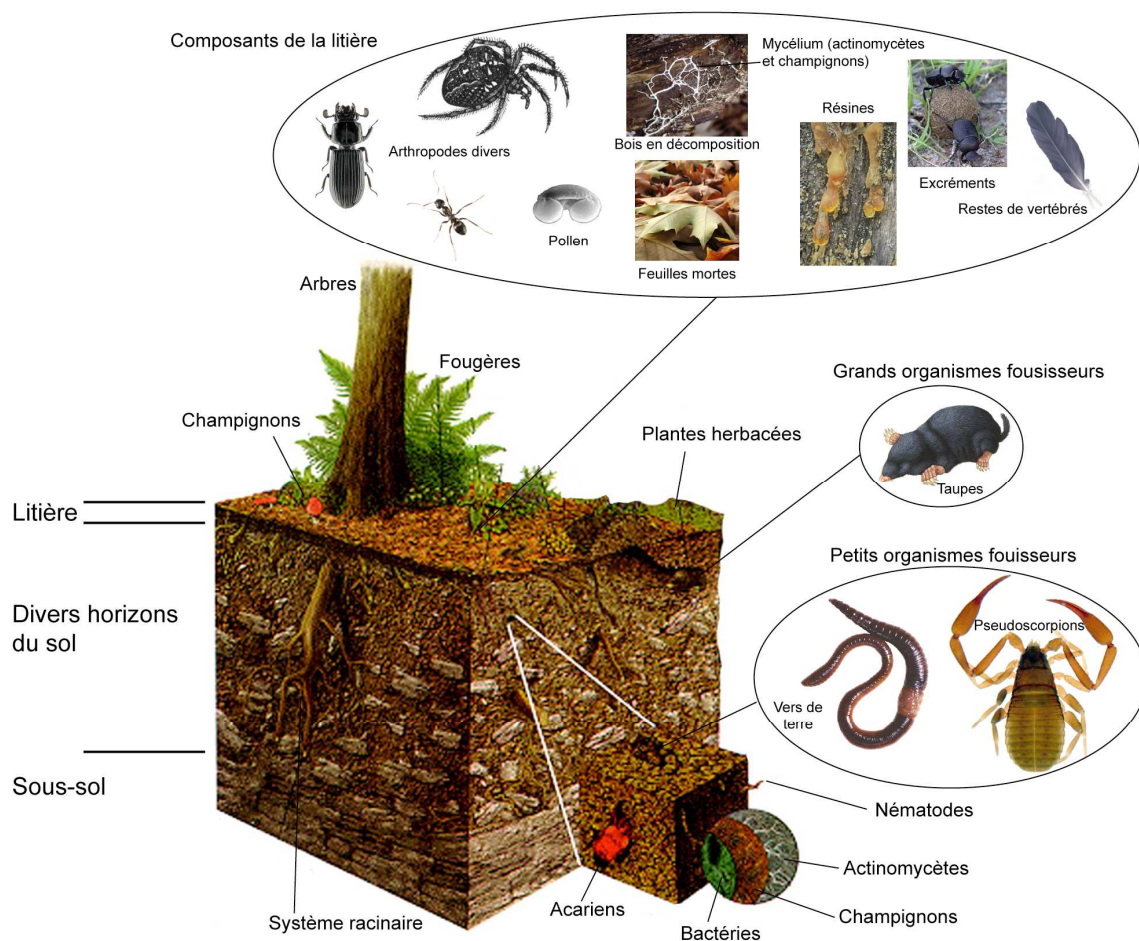 Composants de la litière
Mycélium (actinomycètes
et champignons)
Résines
Arthropodes divers
Bois en décomposition
Excréments
Restes de vertébrés
Pollen
Feuilles mortes
Arbres
Fougères
Champignons
Plantes herbacées
Grands organismes fousisseurs
Taupes
Litière
Petits organismes fouisseurs
Divers horizons
du sol
Pseudoscorpions
Vers de
terre
Sous-sol
Nématodes
Actinomycètes
Acariens
Champignons
Système racinaire
Bactéries